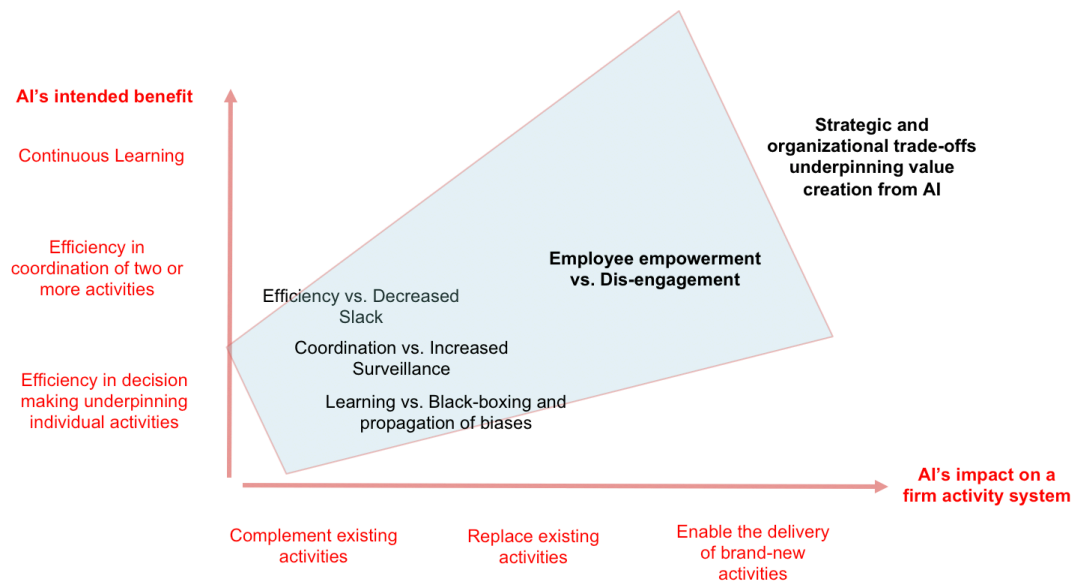 AI's intended benefit
Continuous Learning
Efficiency in
coordination of two or
more activities
Efficiency in decision
making underpinning
individual activities
Strategic and
organizational trade-offs
underpinning value
creation from AI
Employee empowerment
vs. Dis-engagement
Efficiency vs. Decreased
Slack
Coordination vs. Increased
Surveillance
Learning vs. Black-boxing and
propagation of biases
AI's impact on a
firm activity system
Complement existing
activities
Replace existing
activities
Enable the delivery
of brand-new
activities